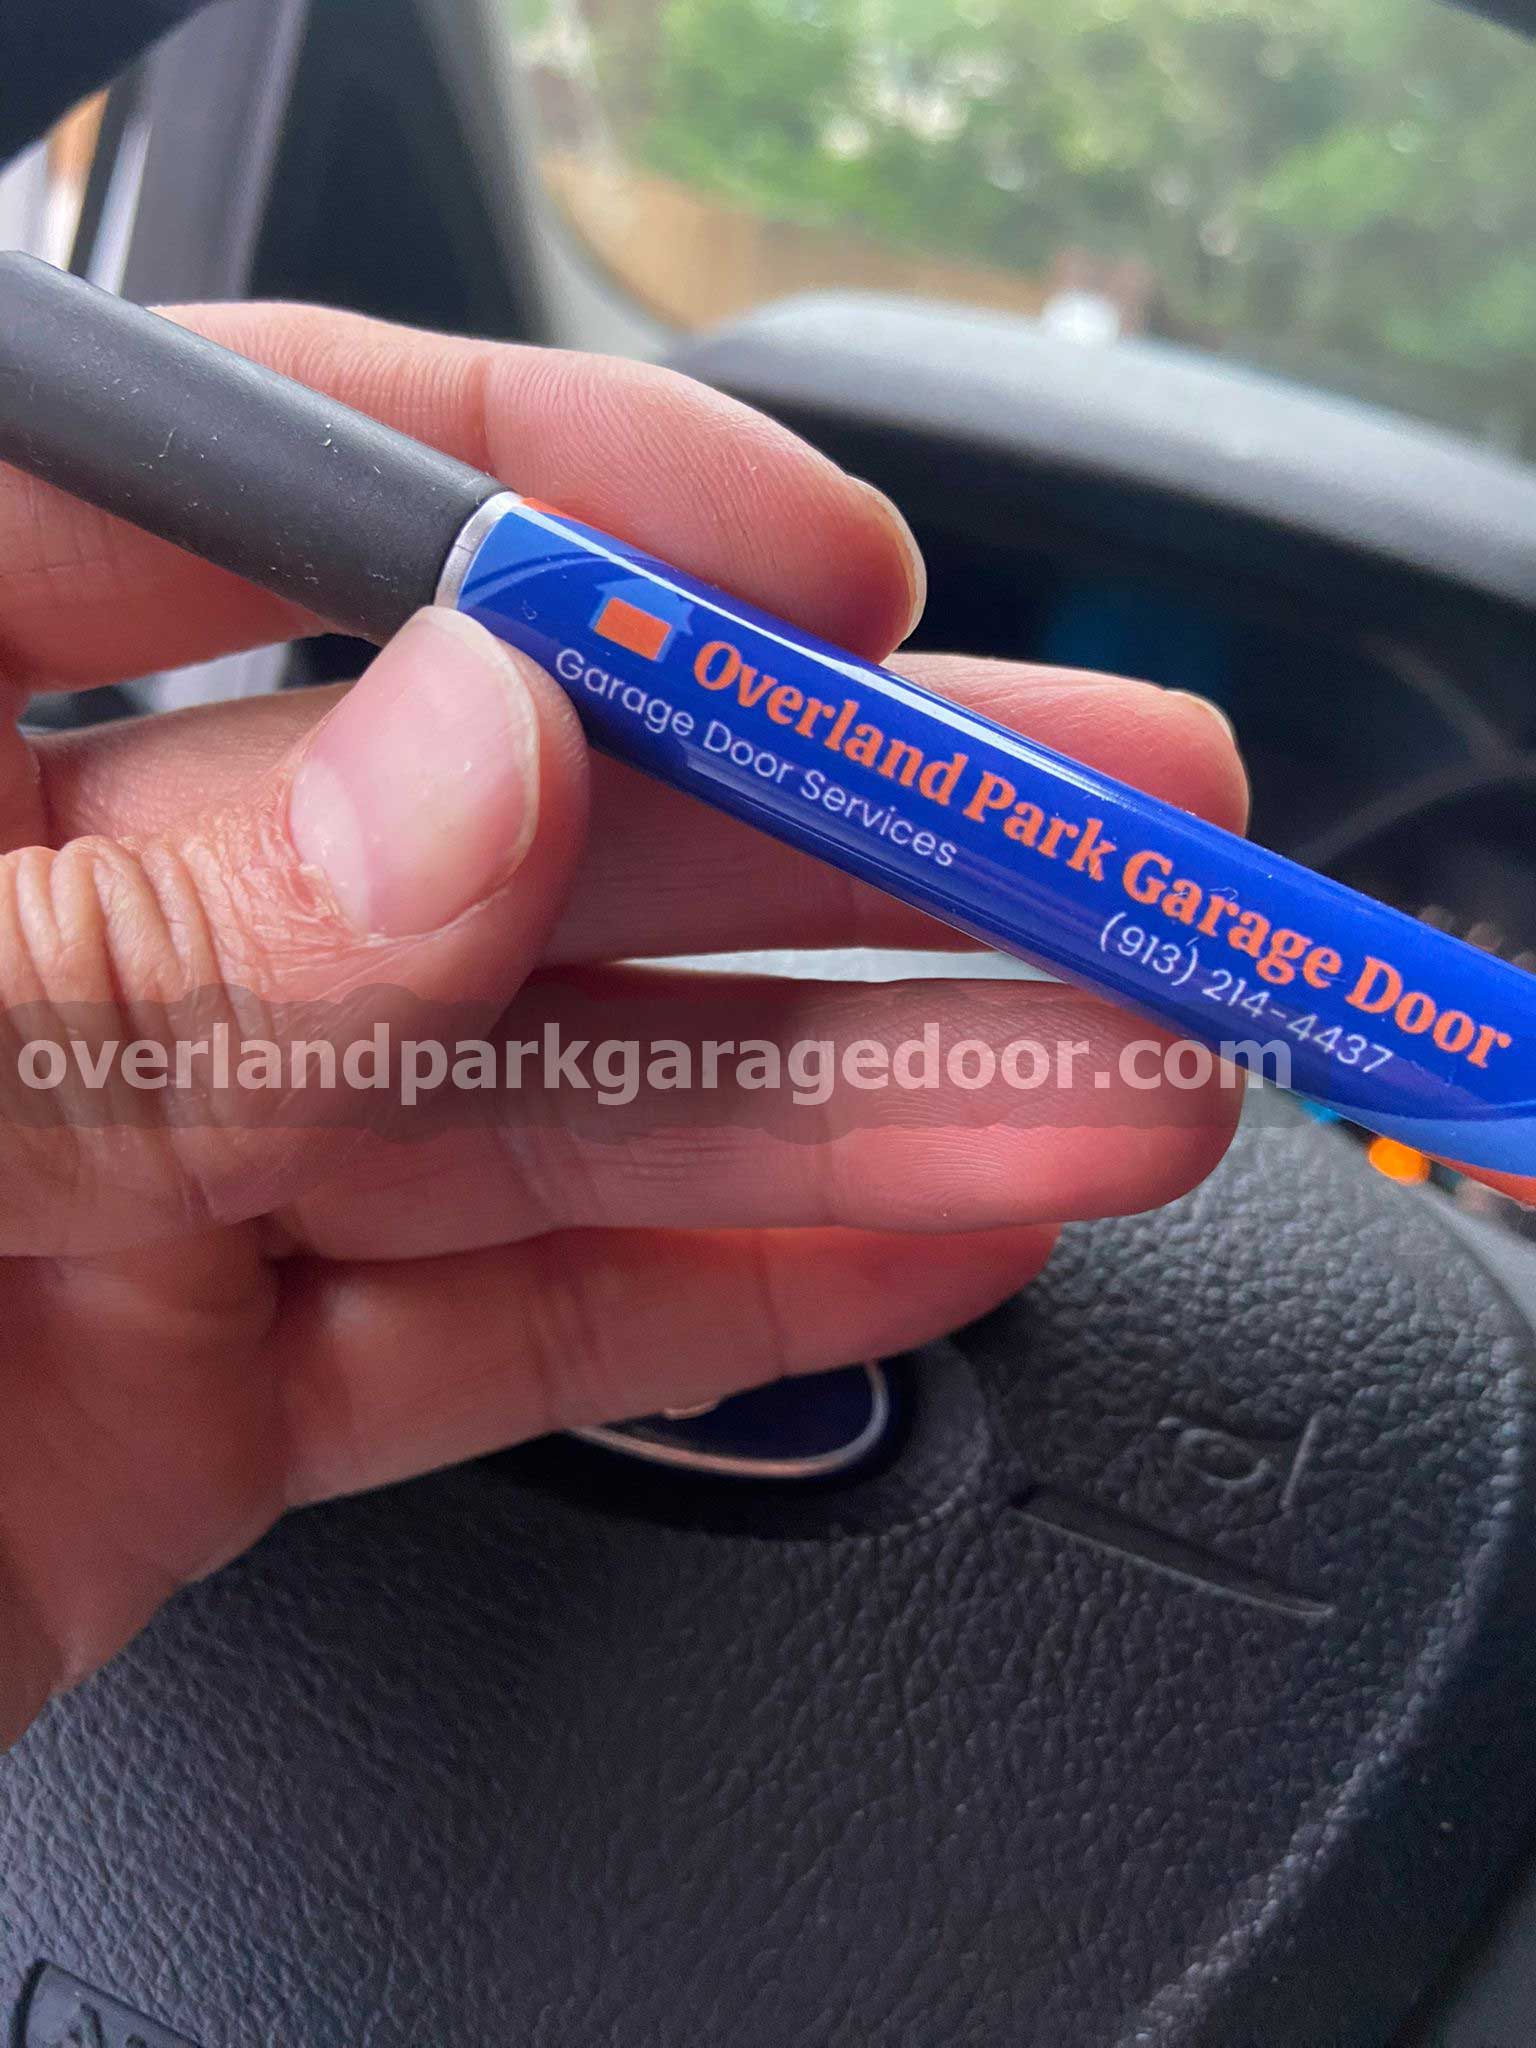 Overland Park Garage Door
Garage Door Services
(913) 214-4437
overlandparkgaragedoor.com